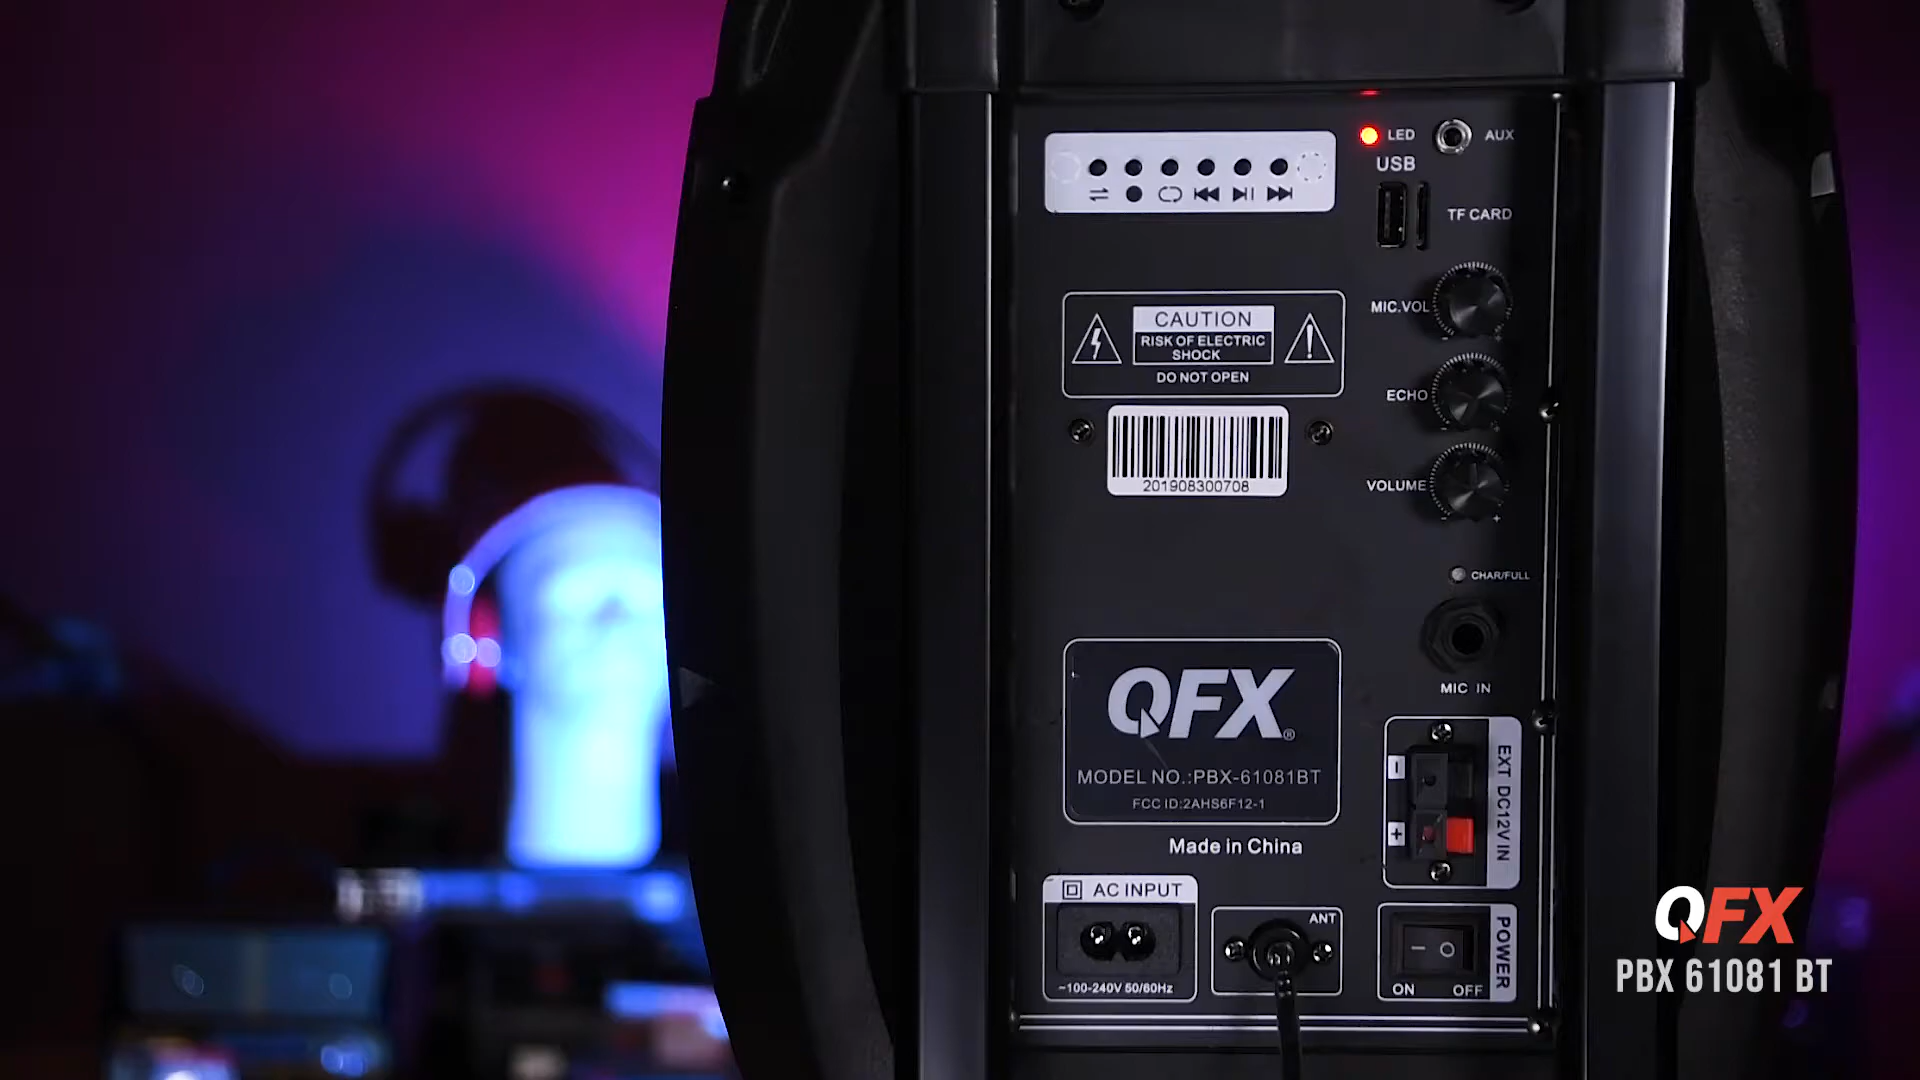 LED
AUX
USB
TF CARD
MIC.VOL
CAUTION
RISK OF ELECTRIC
SHOCK
DO NOT OPEN
ECHO
201908300708
VOLUME
- +
CHAR/FULL
MIC IN
QFX®
MODEL NO.:PBX-61081BT
FCC ID:2AHS6F12-1
Made in China
- +
EXT DC12V IN
AC INPUT
~100-240V 50/60Hz
ANT
POWER
ON OFF
QFX
PBX 61081 BT